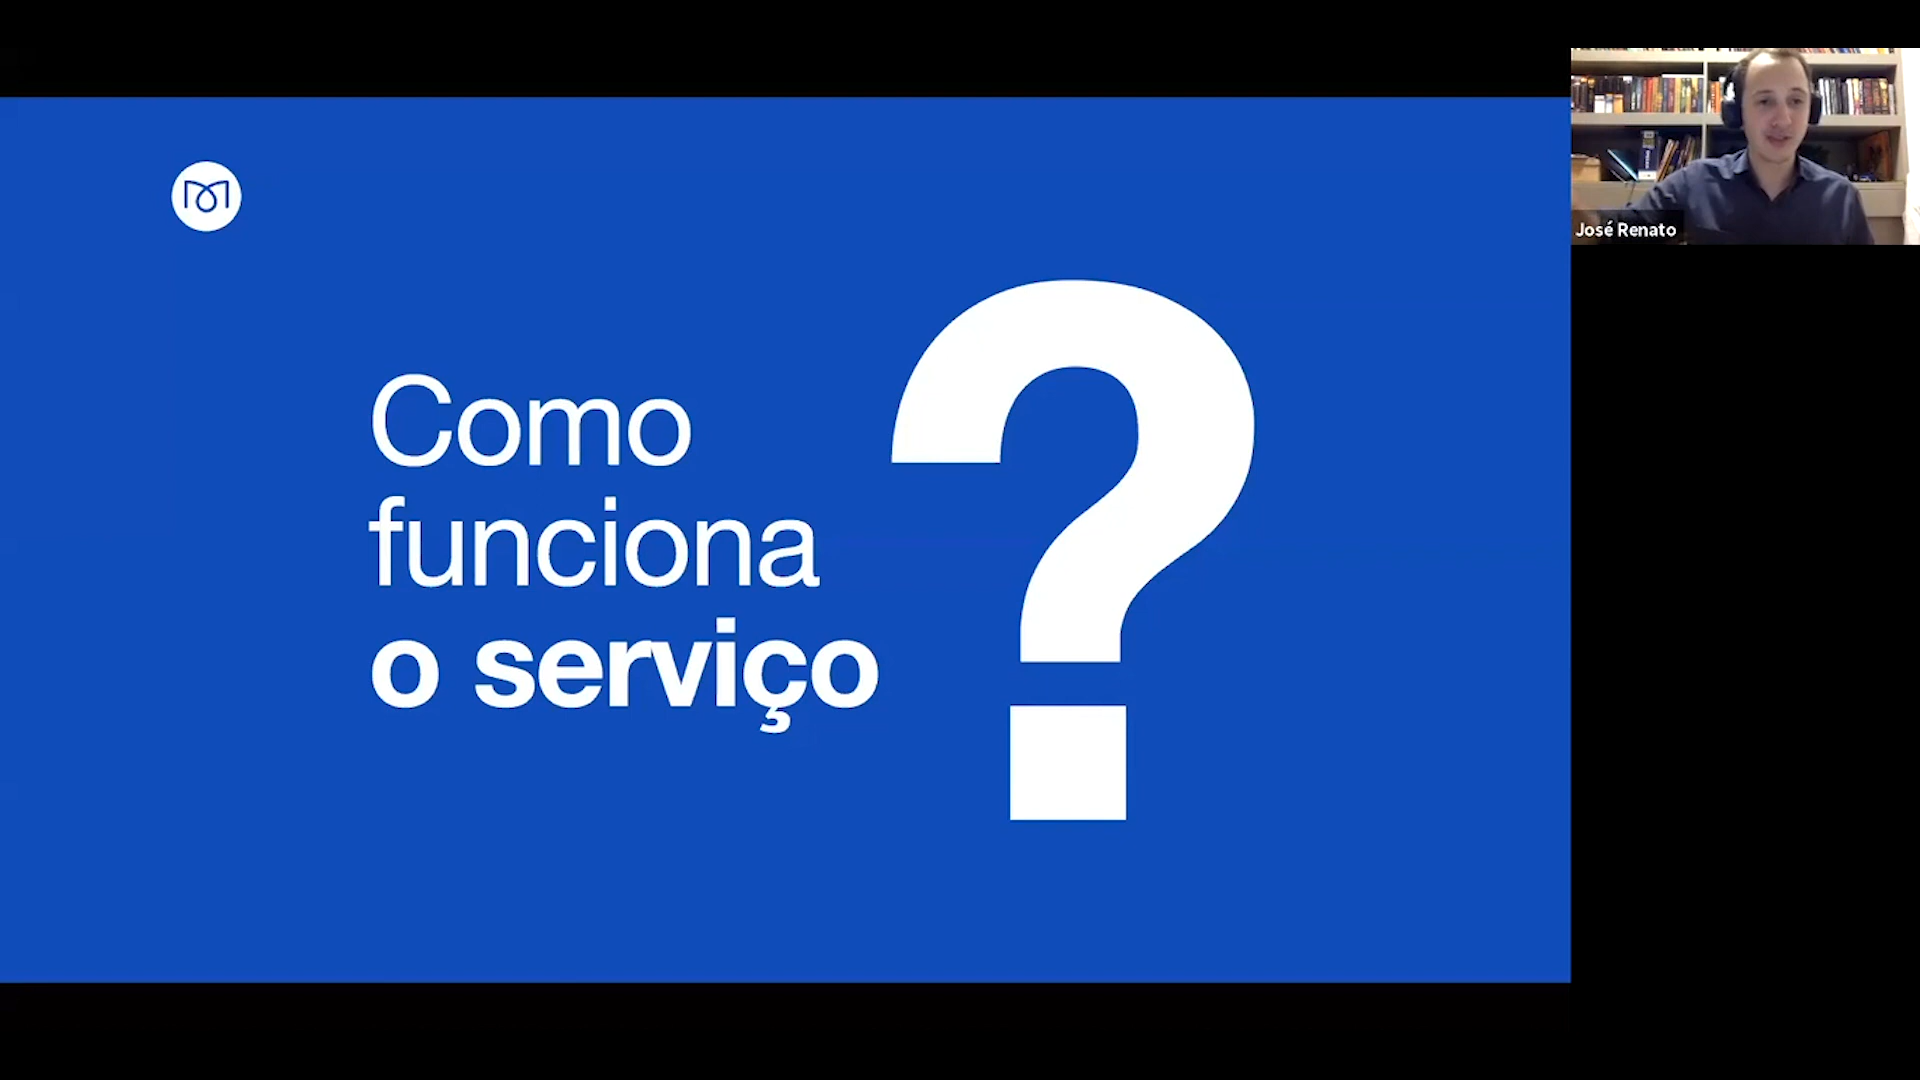 Como
funciona
o serviço
?
José Renato